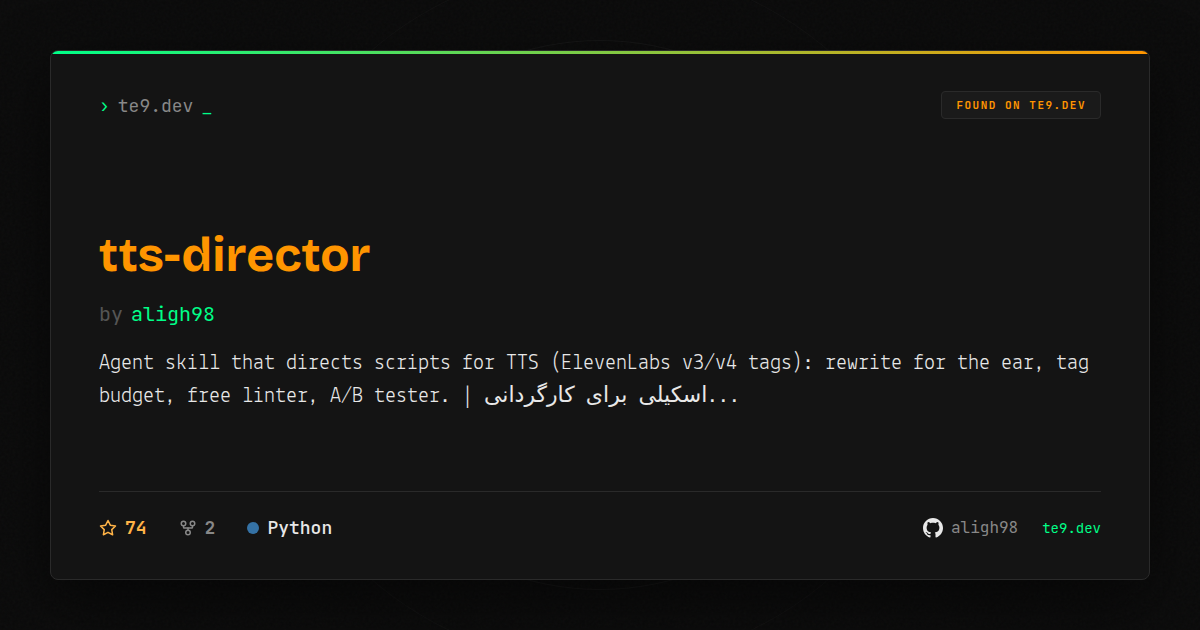 › te9.dev _
FOUND ON TE9.DEV
tts-director
by aligh98
Agent skill that directs scripts for TTS (ElevenLabs v3/v4 tags): rewrite for the ear, tag
budget, free linter, A/B tester. | اسکیلی برای کارگردانی...
74
2
Python
aligh98
te9.dev